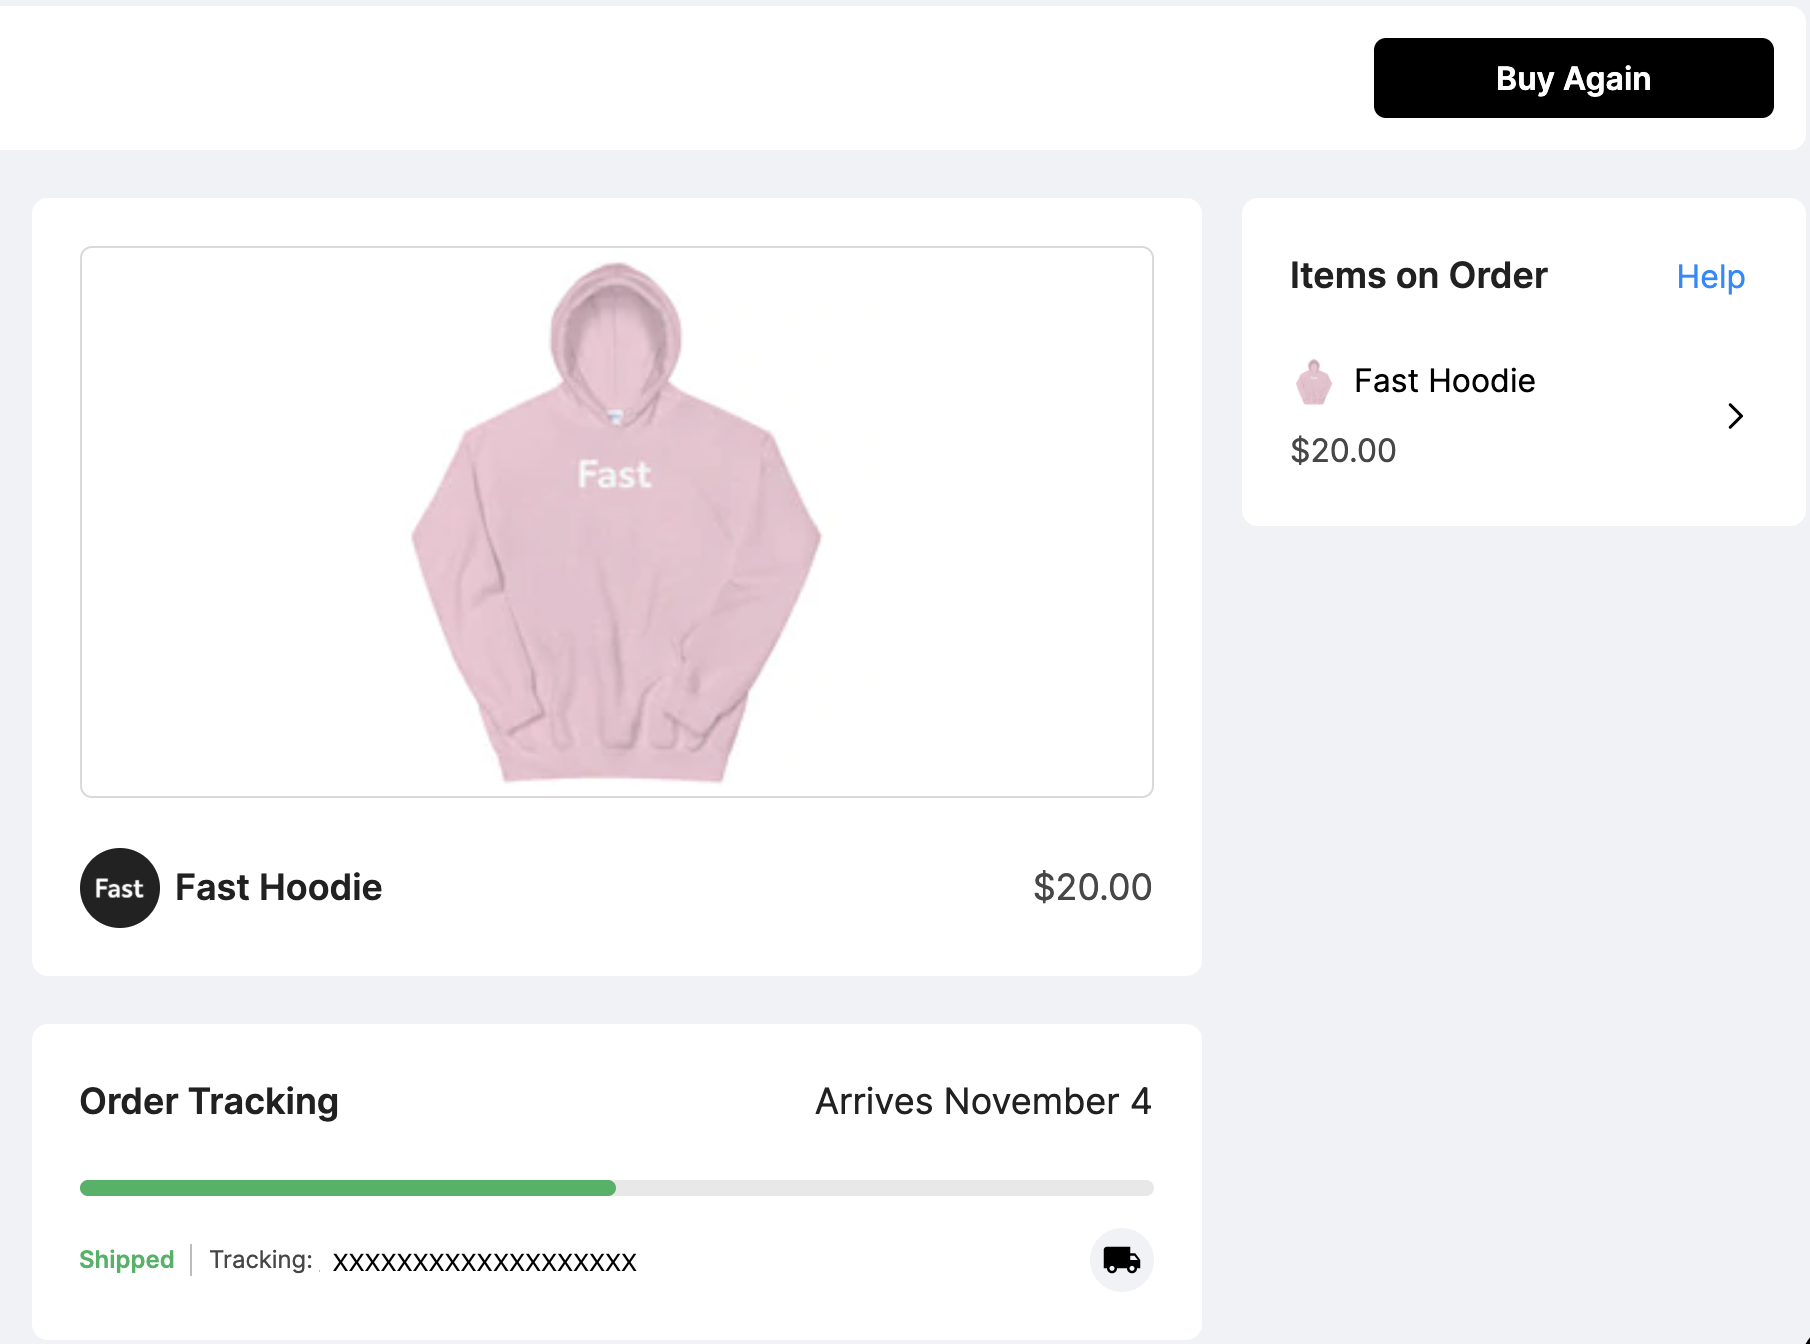 Buy Again
Fast
Fast Fast Hoodie $20.00
Items on Order Help
Fast Hoodie
$20.00
Order Tracking Arrives November 4
Shipped Tracking: XXXXXXXXXXXXXXXXXXX